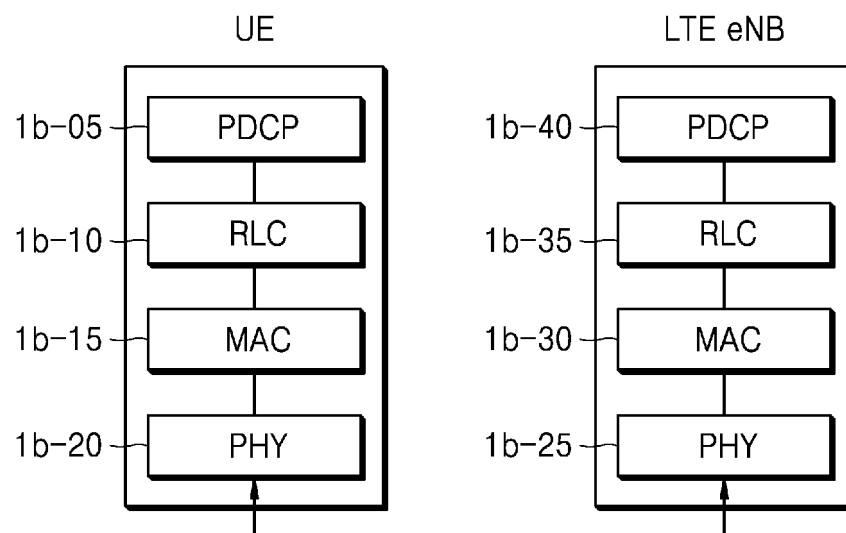 UE
LTE eNB
1b-05
PDCP
1b-40
PDCP
1b-10
RLC
1b-35
RLC
1b-15
MAC
1b-30
MAC
1b-20
PHY
1b-25
PHY